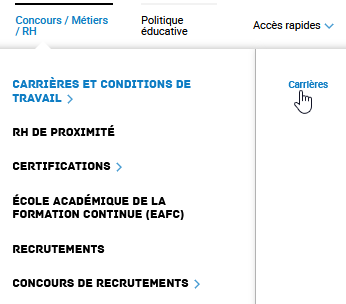 Concours / Métiers
/ RH
Politique
éducative
Accès rapides
CARRIÈRES ET CONDITIONS DE
TRAVAIL
Carrières
RH DE PROXIMITÉ
CERTIFICATIONS
ÉCOLE ACADÉMIQUE DE LA
FORMATION CONTINUE (EAFC)
RECRUTEMENTS
CONCOURS DE RECRUTEMENTS